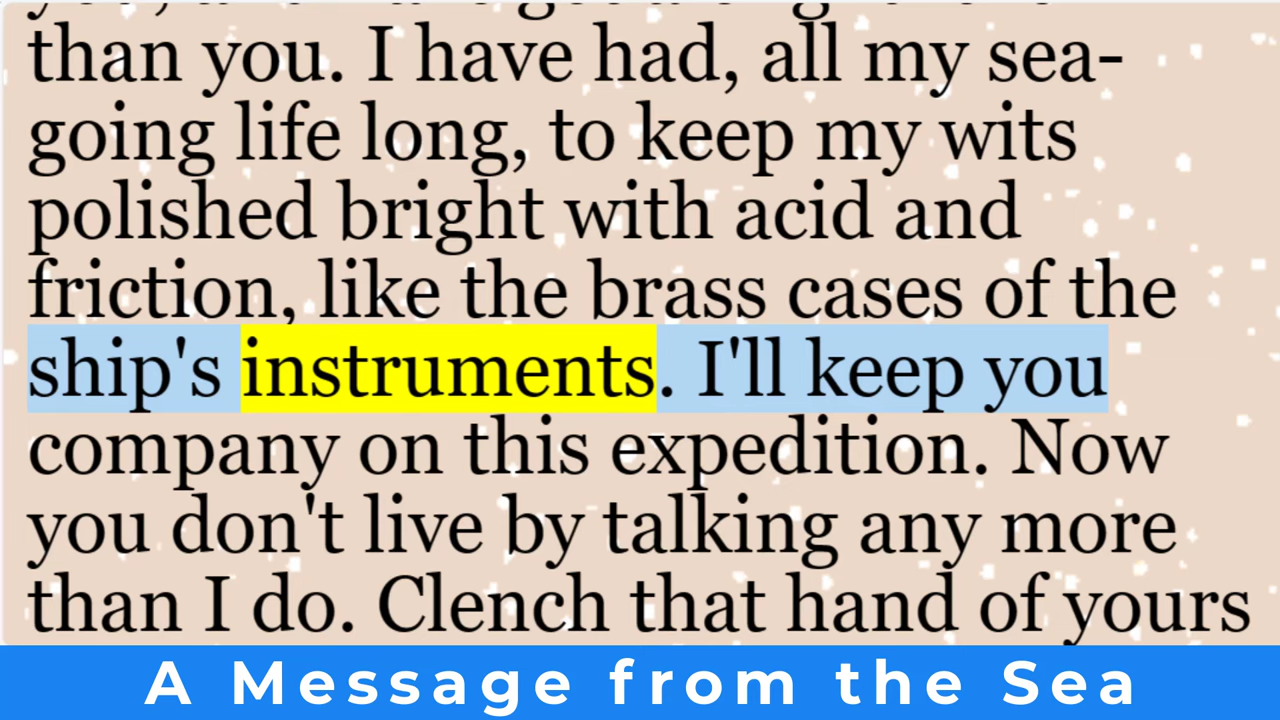 than you. I have had, all my sea-
going life long, to keep my wits
polished bright with acid and
friction, like the brass cases of the
ship's instruments. I'll keep you
company on this expedition. Now
you don't live by talking any more
than I do. Clench that hand of yours
A Message from the Sea